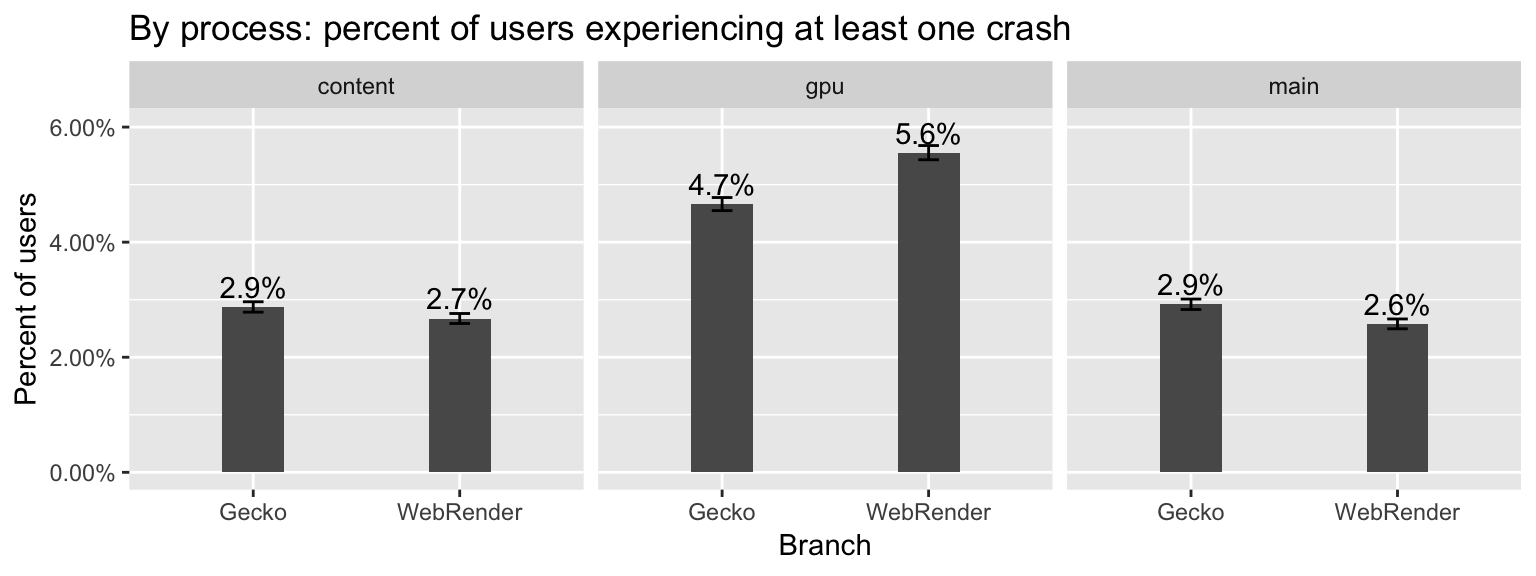 By process: percent of users experiencing at least one crash
content
gpu
main
Percent of users
6.00%
4.00%
2.00%
0.00%
2.9%
2.7%
4.7%
5.6%
2.9%
2.6%
Gecko
WebRender
Gecko
WebRender
Gecko
WebRender
Branch